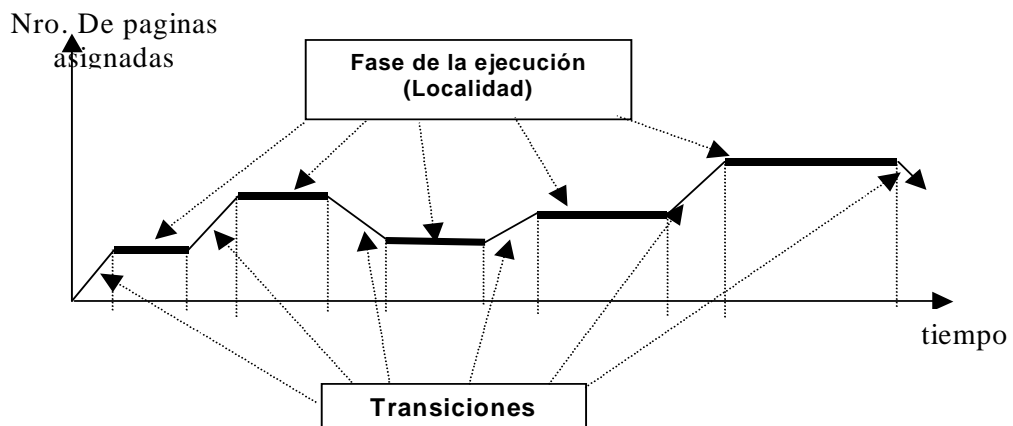 Nro. De paginas
asignadas
Fase de la ejecución
(Localidad)
tiempo
Transiciones